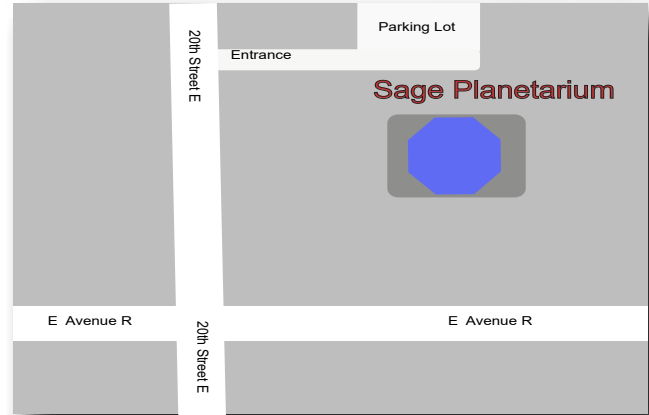 Parking Lot
20th Street E
Entrance
Sage Planetarium
E Avenue R
E Avenue R
20th Street E